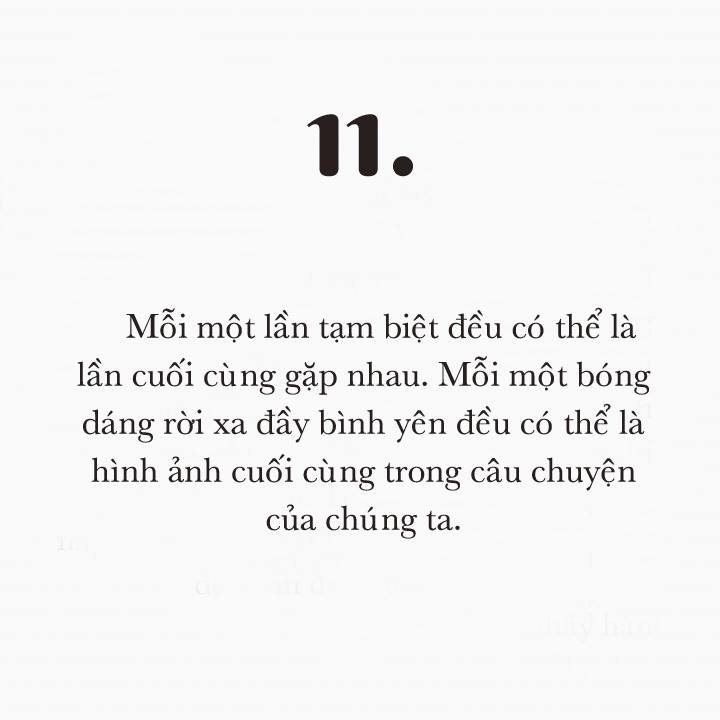 11.
Mỗi một lần tạm biệt đều có thể là
lần cuối cùng gặp nhau. Mỗi một bóng
dáng rời xa đầy bình yên đều có thể là
hình ảnh cuối cùng trong câu chuyện
của chúng ta.